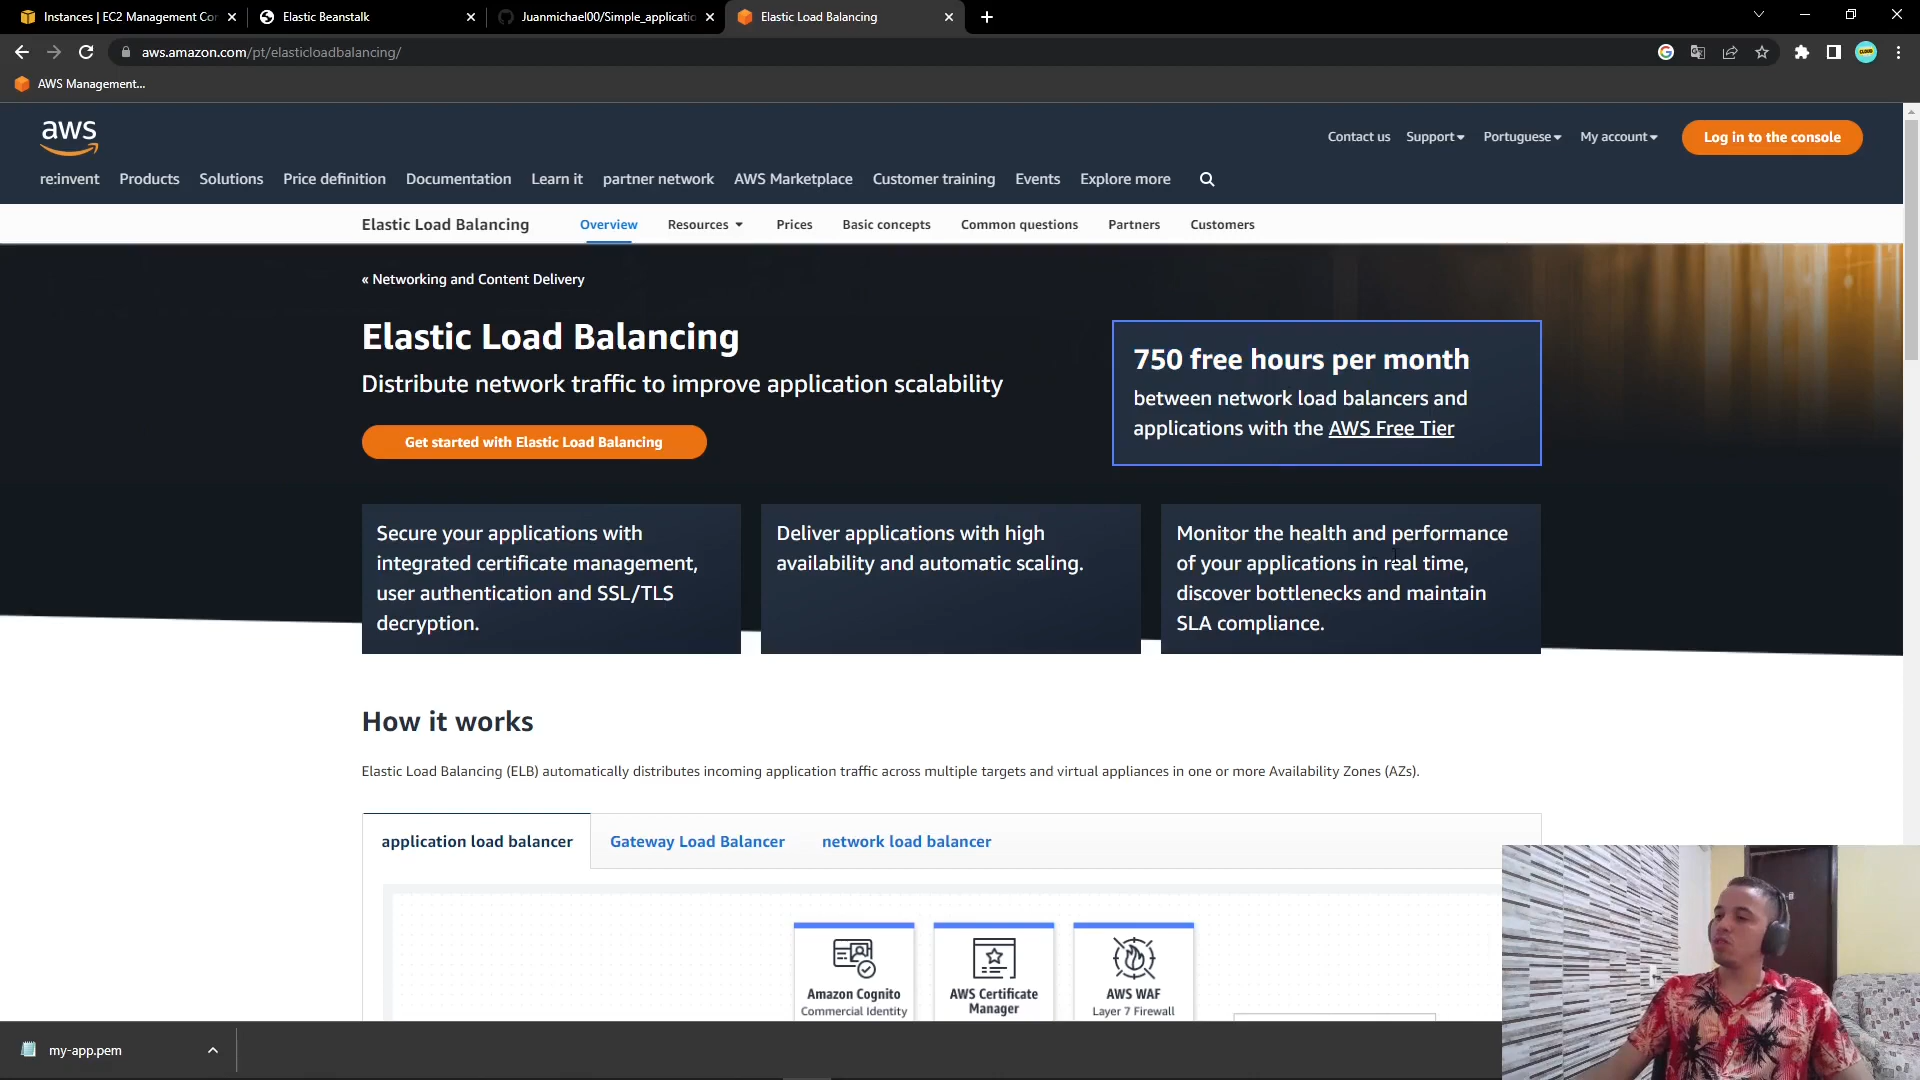 Instances | EC2 Management Cor
Elastic Beanstalk
Juanmichael00/Simple_applicatio
Elastic Load Balancing
aws.amazon.com/pt/elasticloadbalancing/
AWS Management...
aws
Contact us
Support
Portuguese
My account
Log in to the console
re:invent
Products
Solutions
Price definition
Documentation
Learn it
partner network
AWS Marketplace
Customer training
Events
Explore more
Elastic Load Balancing
Overview
Resources
Prices
Basic concepts
Common questions
Partners
Customers
« Networking and Content Delivery
Elastic Load Balancing
Distribute network traffic to improve application scalability
Get started with Elastic Load Balancing
750 free hours per month
between network load balancers and
applications with the AWS Free Tier
Secure your applications with
integrated certificate management,
user authentication and SSL/TLS
decryption.
Deliver applications with high
availability and automatic scaling.
Monitor the health and performance
of your applications in real time,
discover bottlenecks and maintain
SLA compliance.
How it works
Elastic Load Balancing (ELB) automatically distributes incoming application traffic across multiple targets and virtual appliances in one or more Availability Zones (AZs).
application load balancer
Gateway Load Balancer
network load balancer
Amazon Cognito
Commercial Identity
AWS Certificate
Manager
AWS WAF
Layer 7 Firewall
my-app.pem